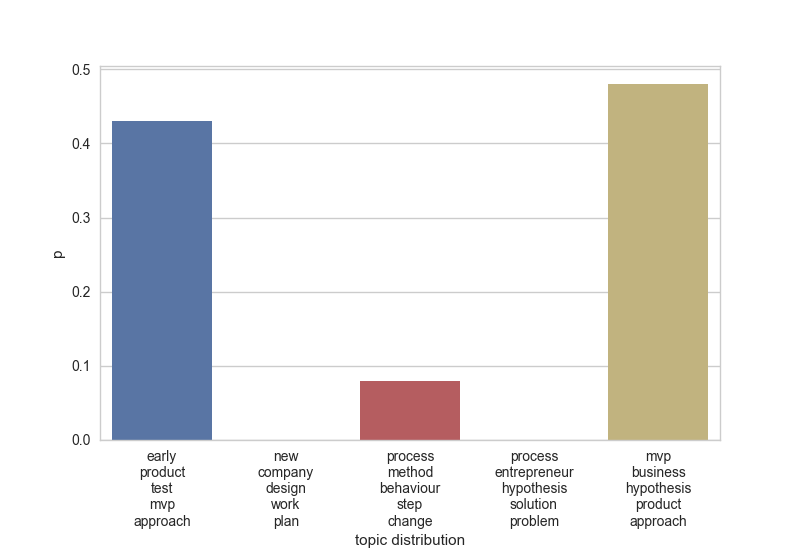 0.5
0.4
0.3
0.2
0.1
0.0
p
early
product
test
mvp
approach
new
company
design
work
plan
process
method
behaviour
step
change
process
entrepreneur
hypothesis
solution
problem
mvp
business
hypothesis
product
approach
topic distribution